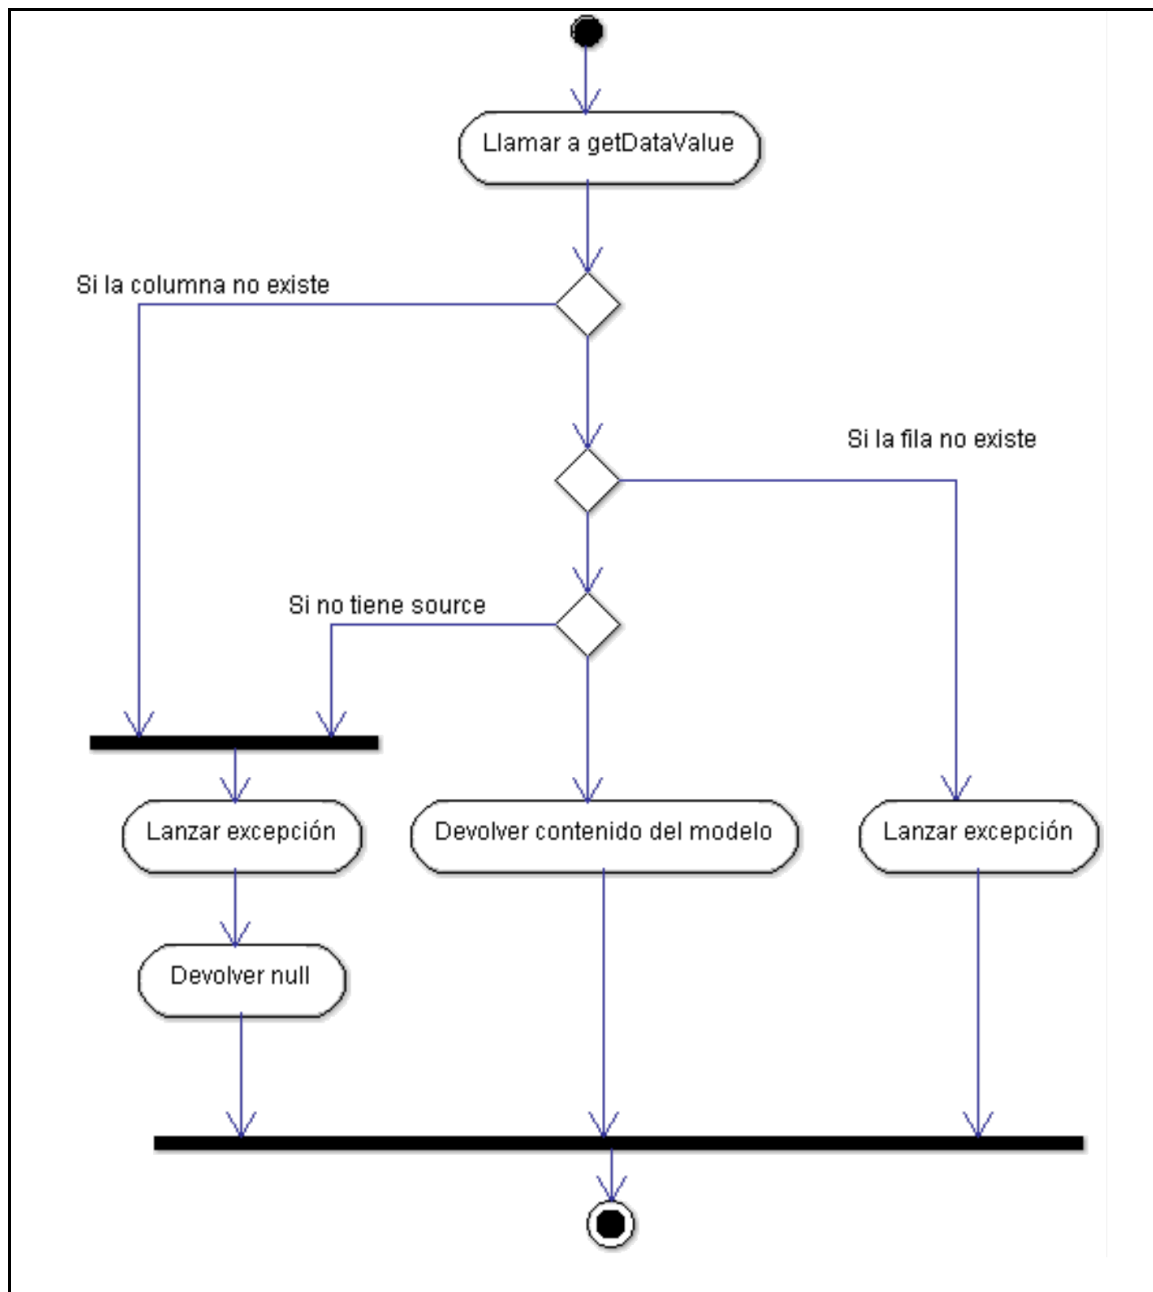 Llamar a getDataValue
Si la columna no existe
Si la fila no existe
Si no tiene source
Lanzar excepción
Devolver contenido del modelo
Lanzar excepción
Devolver null